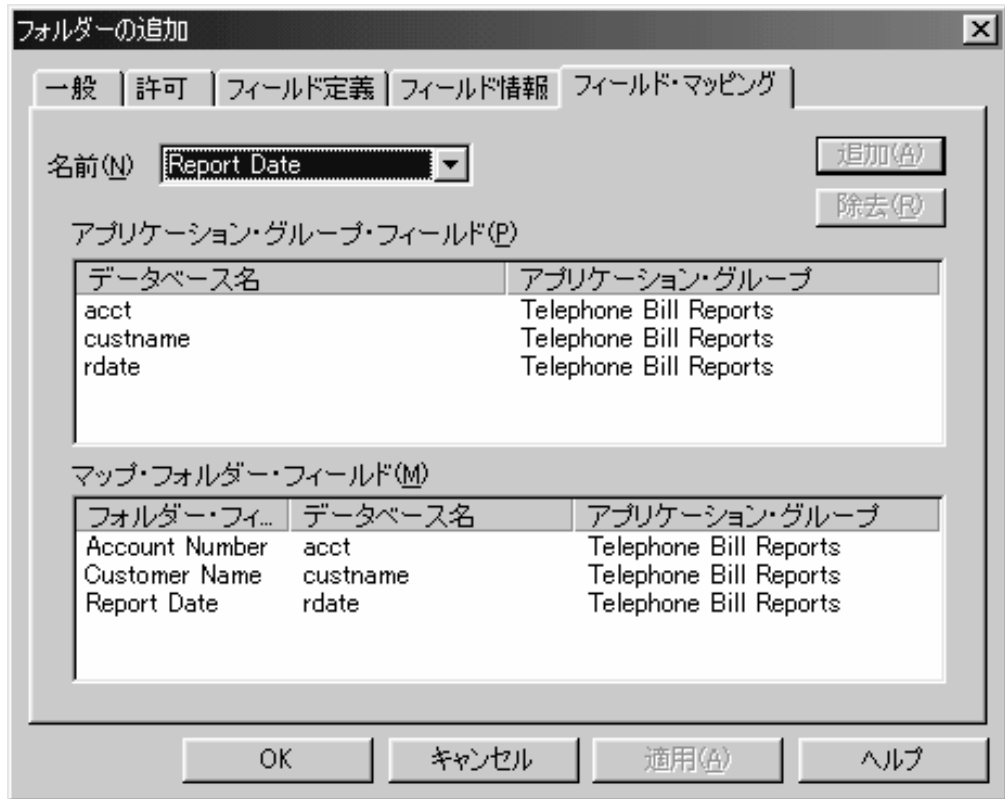 フォルダーの追加
一般 許可 フィールド定義 フィールド情報 フィールド・マッピング
名前(N) Report Date 追加(A)
除去(R)
アプリケーション・グループ・フィールド(P)
データベース名 アプリケーション・グループ
acct Telephone Bill Reports
custname Telephone Bill Reports
rdate Telephone Bill Reports
マップ・フォルダー・フィールド(M)
フォルダー・フィ... データベース名 アプリケーション・グループ
Account Number acct Telephone Bill Reports
Customer Name custname Telephone Bill Reports
Report Date rdate Telephone Bill Reports
OK キャンセル 適用(A) ヘルプ